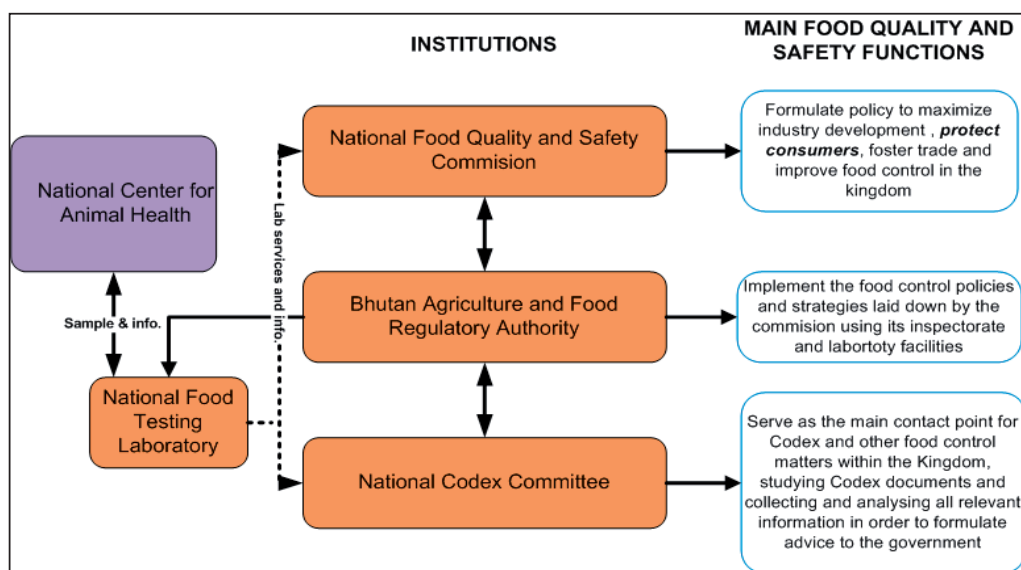 INSTITUTIONS
MAIN FOOD QUALITY AND
SAFETY FUNCTIONS
National Food Quality and Safety
Commision
Formulate policy to maximize
industry development , protect
consumers, foster trade and
improve food control in the
kingdom
National Center for
Animal Health
Lab services and info.
Sample & info.
Bhutan Agriculture and Food
Regulatory Authority
Implement the food control policies
and strategies laid down by the
commision using its inspectorate
and labortoty facilities
National Food
Testing
Laboratory
National Codex Committee
Serve as the main contact point for
Codex and other food control
matters within the Kingdom,
studying Codex documents and
collecting and analysing all relevant
information in order to formulate
advice to the government